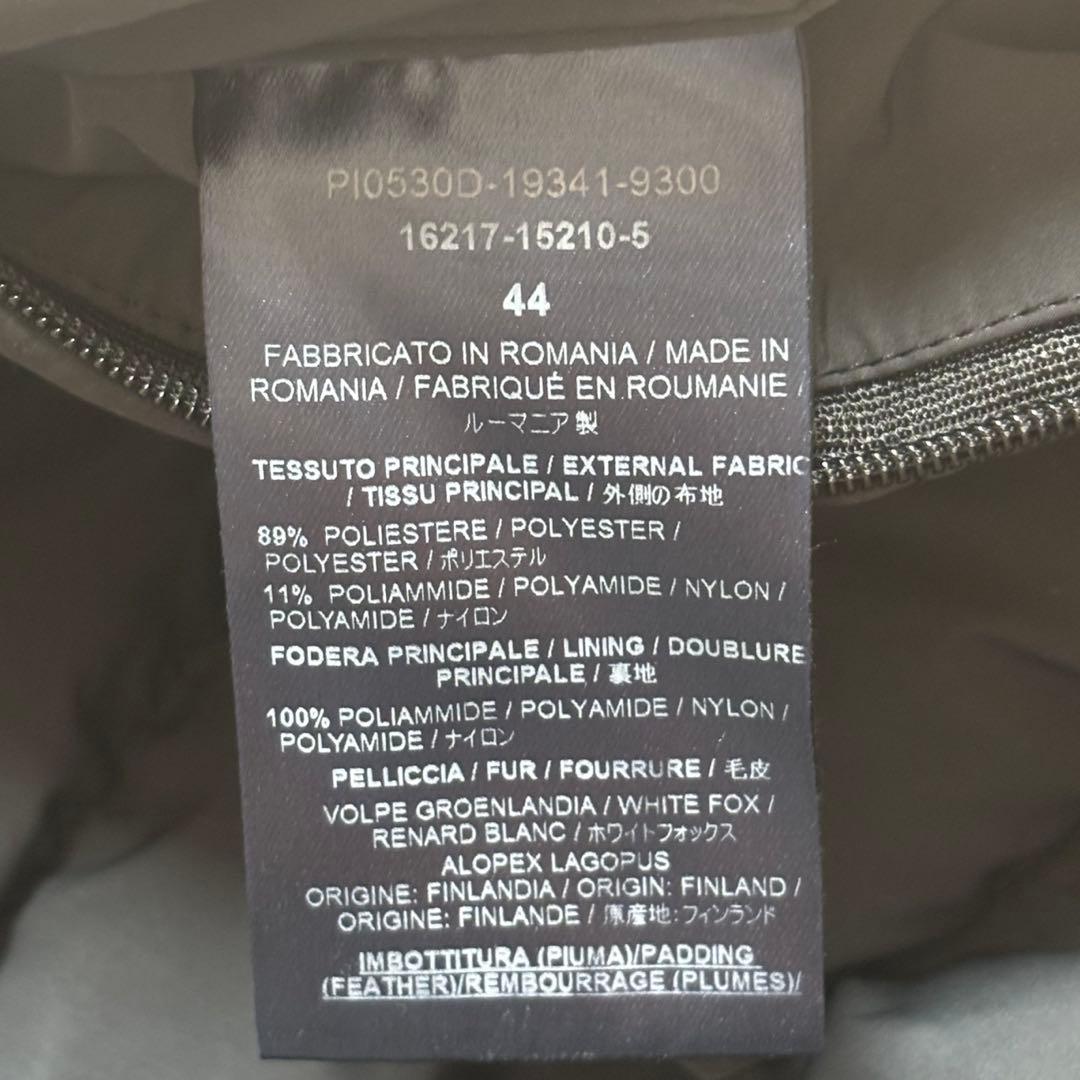 PI0530D-19341-9300
16217-15210-5
44
FABBRICATO IN ROMANIA / MADE IN
ROMANIA / FABRIQUÉ EN ROUMANIE
ルーマニア製
TESSUTO PRINCIPALE / EXTERNAL FABRIC
/ TISSU PRINCIPAL / 外側の布地
89% POLIESTERE / POLYESTER /
POLYESTER / ポリエステル
11% POLIAMMIDE / POLYAMIDE / NYLON /
POLYAMIDE / ナイロン
FODERA PRINCIPALE / LINING / DOUBLURE
PRINCIPALE / 裏地
100% POLIAMMIDE / POLYAMIDE / NYLON /
POLYAMIDE / ナイロン
PELLICCIA / FUR / FOURRURE / 毛皮
VOLPE GROENLANDIA / WHITE FOX /
RENARD BLANC / ホワイトフォックス
ALOPEX LAGOPUS
ORIGINE: FINLANDIA / ORIGIN: FINLAND /
ORIGINE: FINLANDE / 原産地: フィンランド
IMBOTTITURA (PIUMA)/PADDING
(FEATHER)/REMBOURRAGE (PLUMES)/